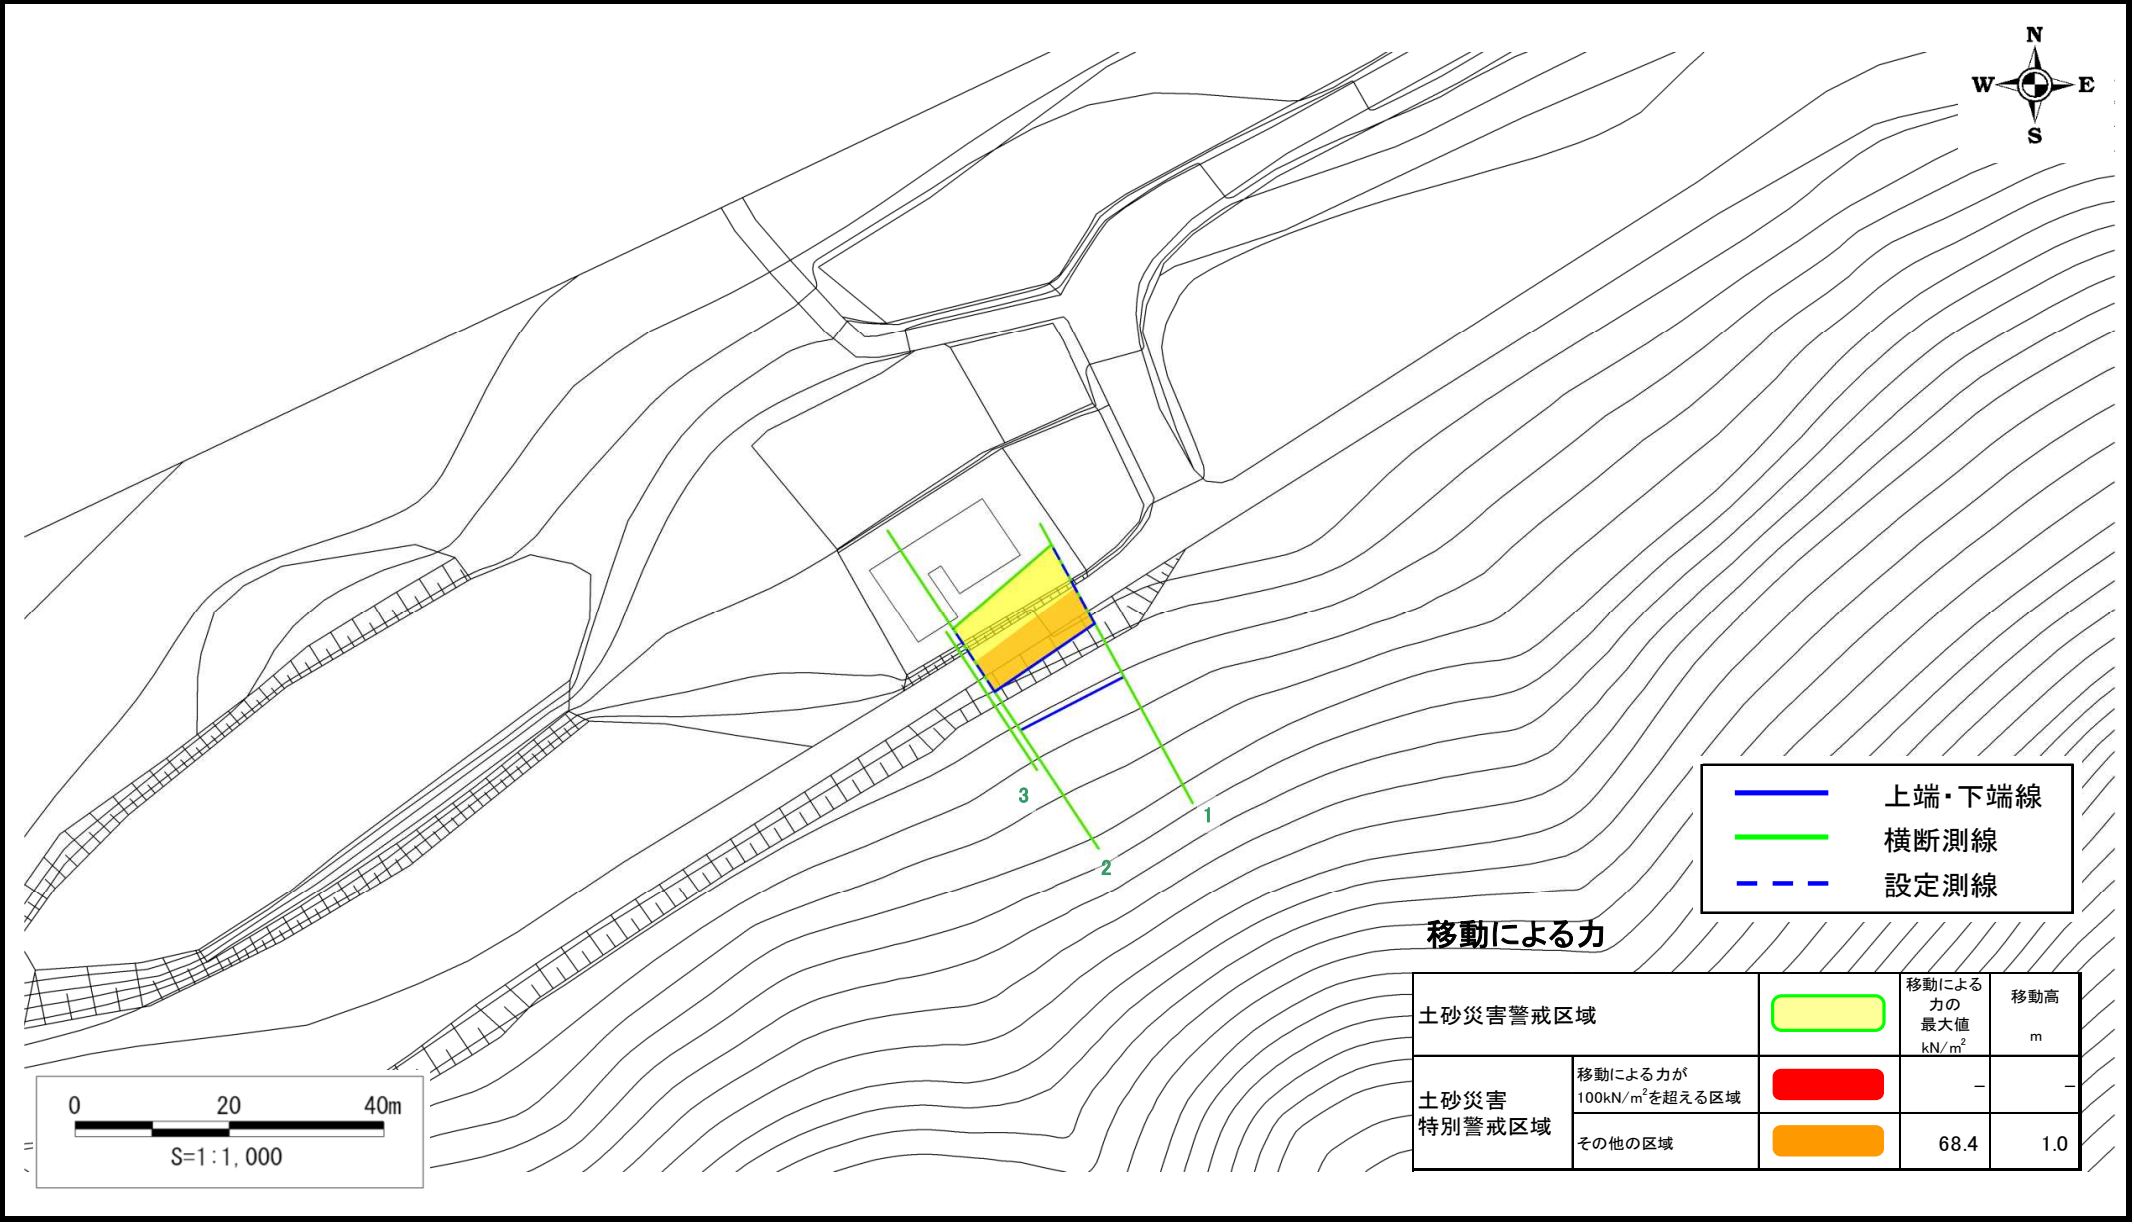 N
W E
S
3
1
2
上端・下端線
横断測線
設定測線
移動による力
土砂災害警戒区域
移動による
力の
最大値
kN/m²
移動高
m
土砂災害
特別警戒区域
移動による力が
100kN/m²を超える区域
－ －
その他の区域
68.4 1.0
0 20 40m
S=1:1,000